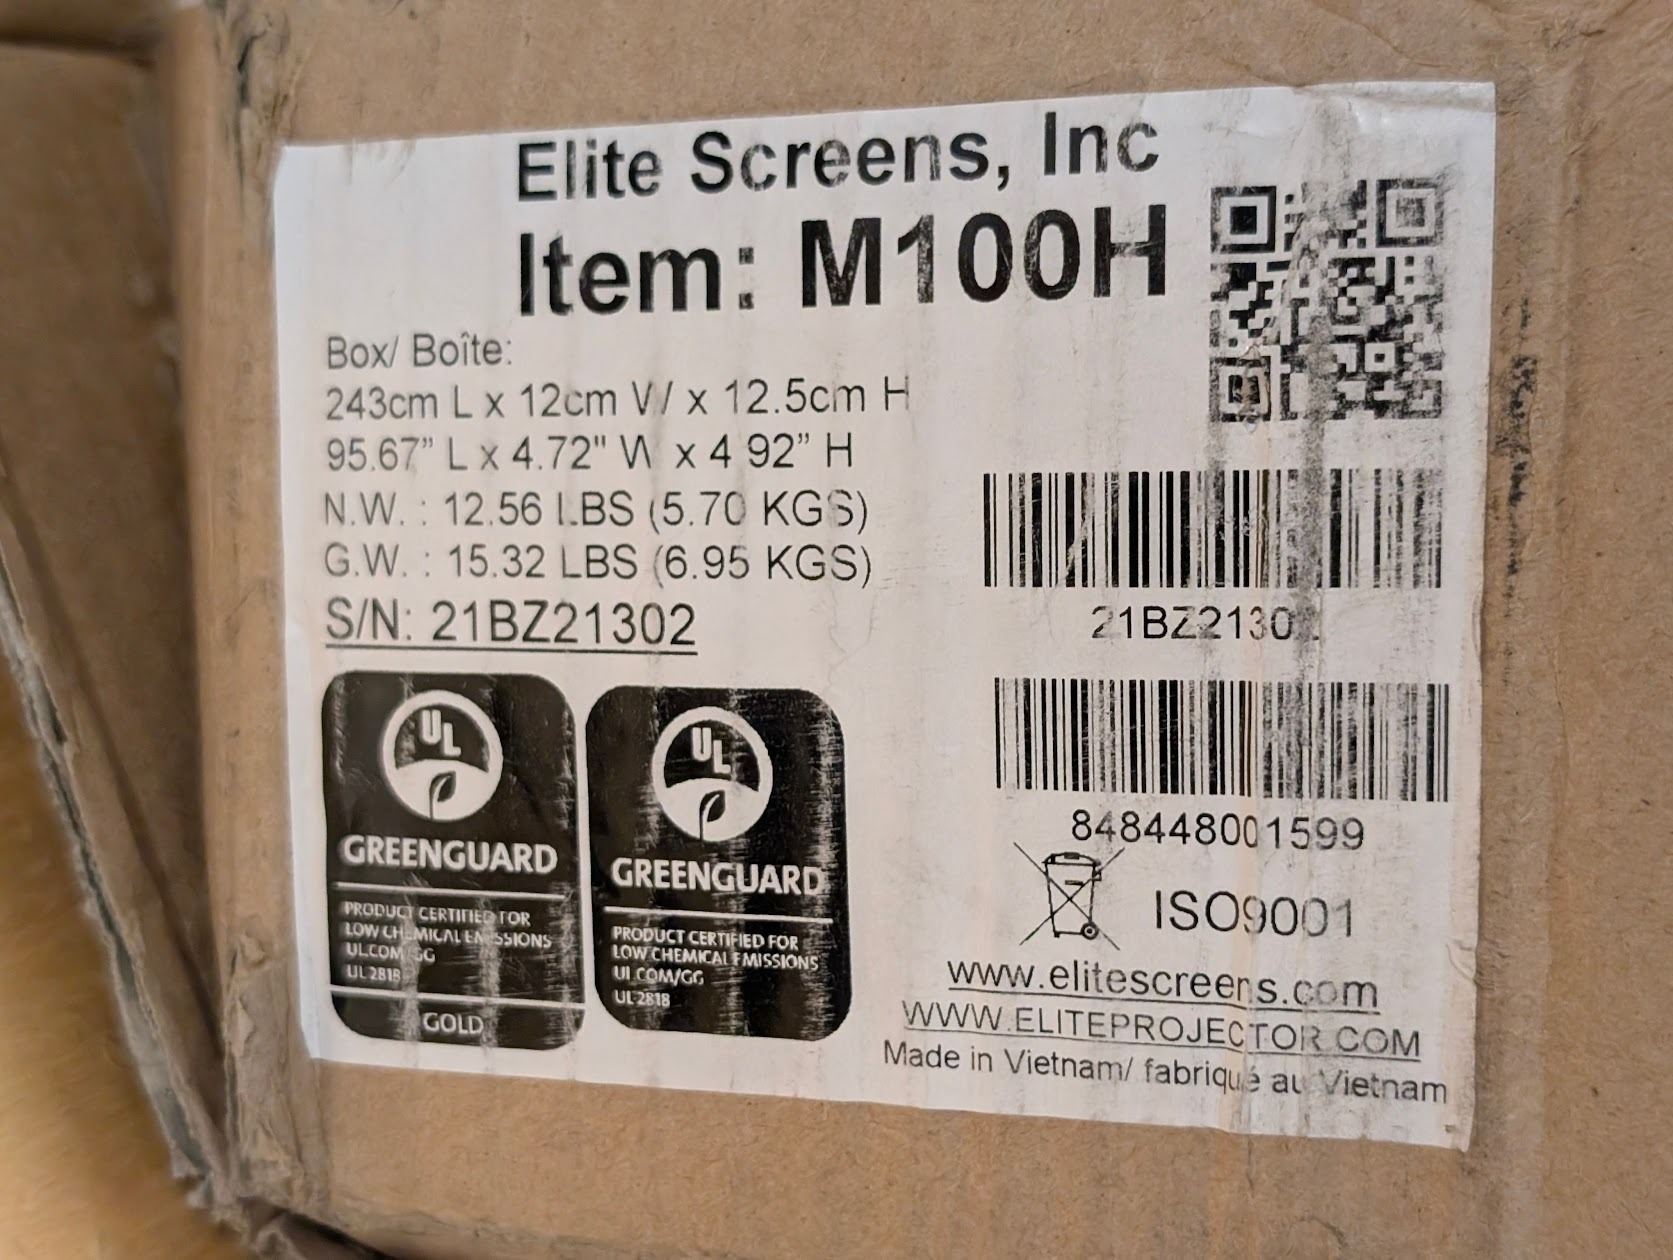 Elite Screens, Inc
Item: M100H
Box/ Boîte:
243cm L x 12cm W x 12.5cm H
95.67” L x 4.72" W x 4.92” H
N.W. : 12.56 LBS (5.70 KGS)
G.W. : 15.32 LBS (6.95 KGS)
S/N: 21BZ21302
21BZ21302
848448001599
ISO9001
www.elitescreens.com
WWW.ELITEPROJECTOR.COM
Made in Vietnam/ fabriqué au Vietnam
UL
GREENGUARD
PRODUCT CERTIFIED FOR
LOW CHEMICAL EMISSIONS
UL.COM/GG
UL 2818
GOLD
UL
GREENGUARD
PRODUCT CERTIFIED FOR
LOW CHEMICAL EMISSIONS
UL.COM/GG
UL 2818